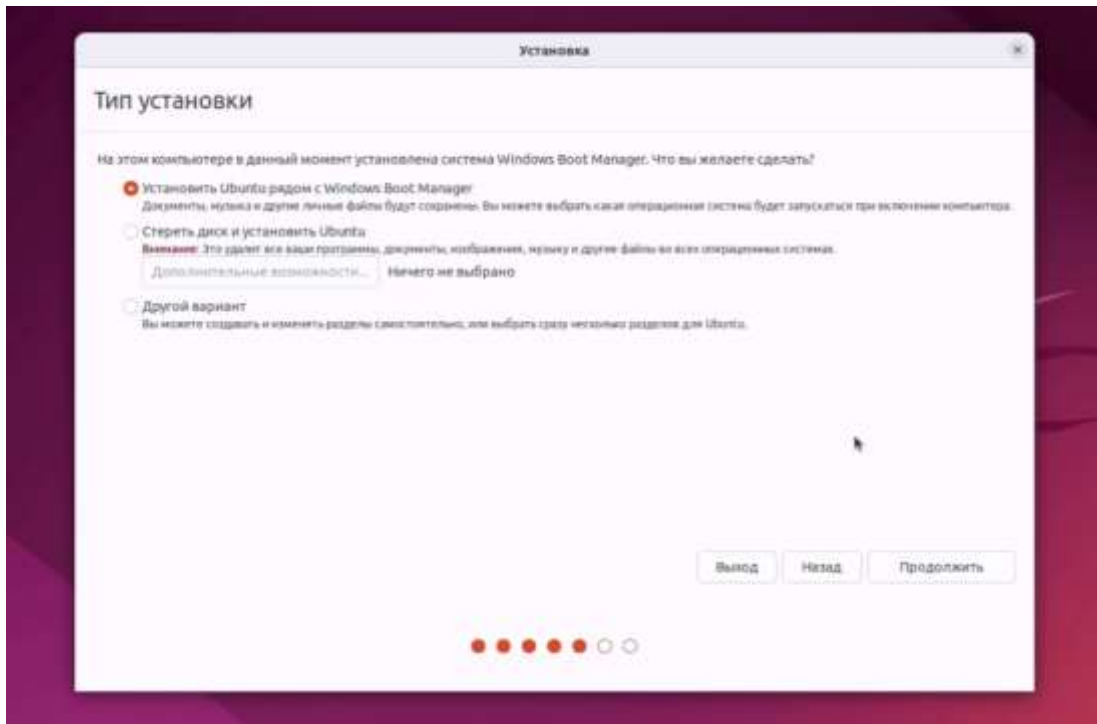 Установка
Тип установки
На этом компьютере в данный момент установлена система Windows Boot Manager. Что вы желаете сделать?
Установить Ubuntu рядом с Windows Boot Manager
Документы, музыка и другие личные файлы будут сохранены. Вы можете выбрать какая операционная система будет запускаться при включении компьютера.
Стереть диск и установить Ubuntu
Внимание: Это удалит все ваши программы, документы, изображения, музыку и другие файлы во всех операционных системах.
Дополнительные возможности... Ничего не выбрано
Другой вариант
Вы можете создавать и изменять разделы самостоятельно, или выбрать сразу несколько разделов для Ubuntu.
Выход Назад Продолжить